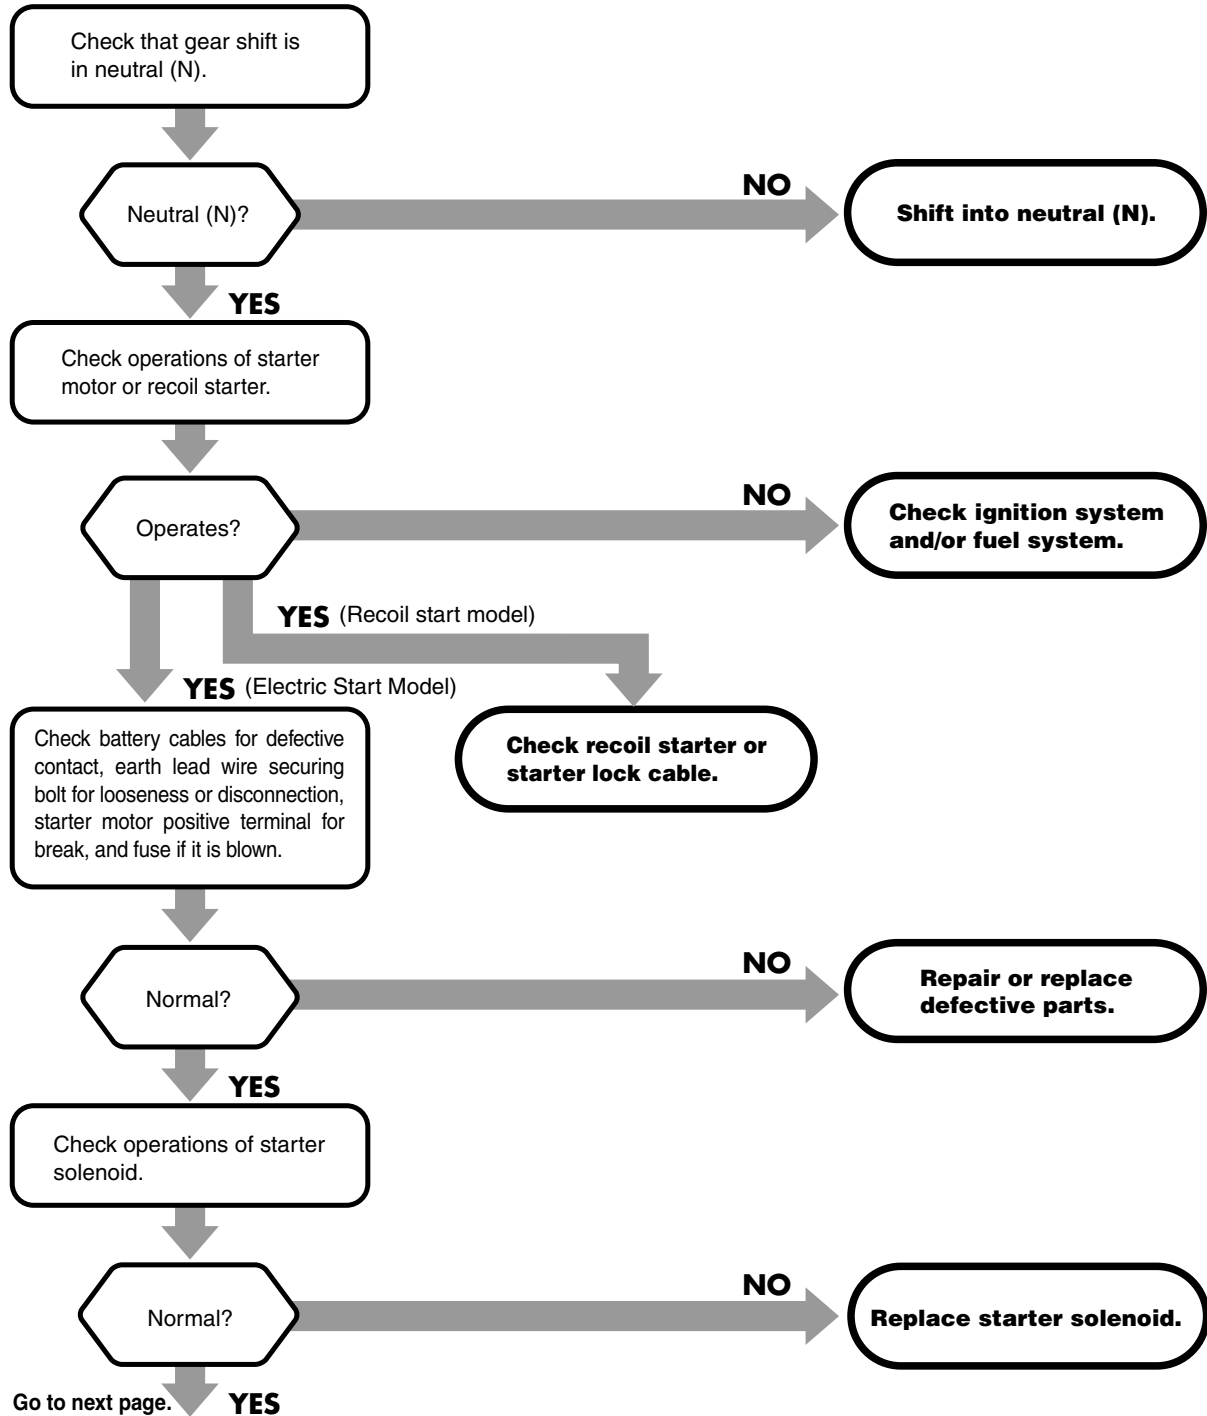 Check that gear shift is
in neutral (N).
Neutral (N)?
NO
Shift into neutral (N).
YES
Check operations of starter
motor or recoil starter.
Operates?
NO
Check ignition system
and/or fuel system.
YES (Recoil start model)
YES (Electric Start Model)
Check battery cables for defective
contact, earth lead wire securing
bolt for looseness or disconnection,
starter motor positive terminal for
break, and fuse if it is blown.
Check recoil starter or
starter lock cable.
Normal?
NO
Repair or replace
defective parts.
YES
Check operations of starter
solenoid.
Normal?
NO
Replace starter solenoid.
Go to next page.
YES